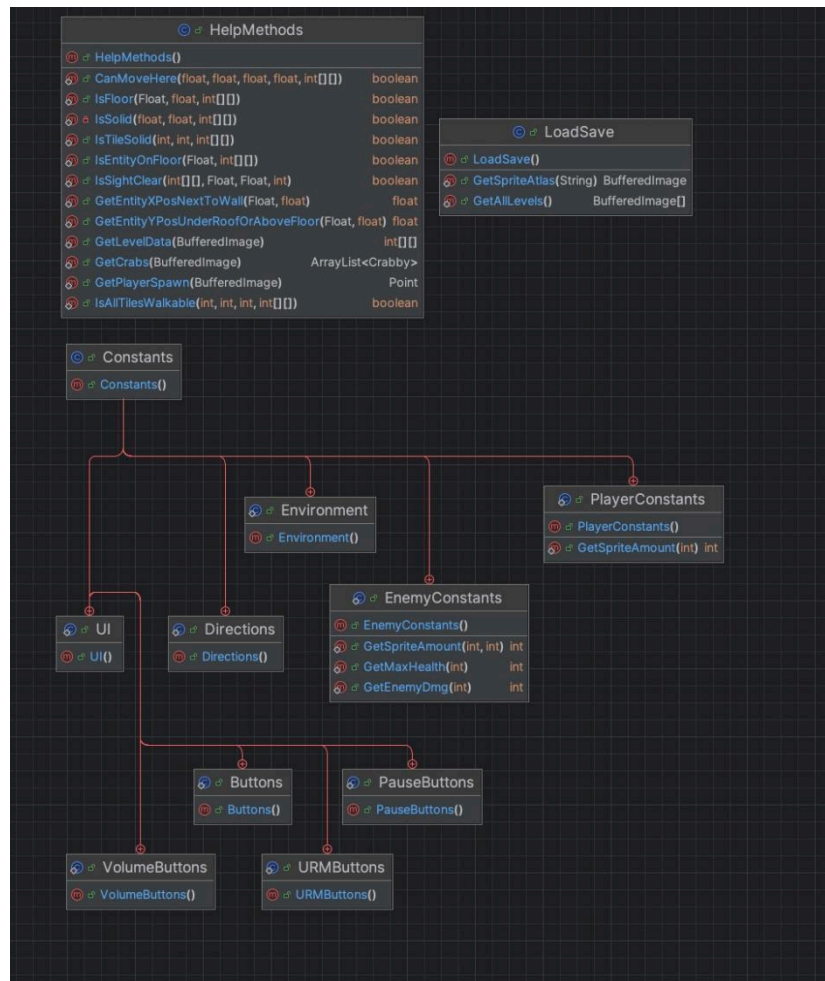 HelpMethods
HelpMethods()
CanMoveHere(float, float, float, float, int[][]) boolean
IsFloor(Float, float, int[][]) boolean
IsSolid(float, float, int[][]) boolean
IsTileSolid(int, int, int[][]) boolean
IsEntityOnFloor(Float, int[][]) boolean
IsSightClear(int[][], Float, Float, int) boolean
GetEntityXPosNextToWall(Float, float) float
GetEntityYPosUnderRoofOrAboveFloor(Float, float) float
GetLevelData(BufferedImage) int[][]
GetCrabs(BufferedImage) ArrayList<Crabby>
GetPlayerSpawn(BufferedImage) Point
IsAllTilesWalkable(int, int, int, int[][]) boolean
LoadSave
LoadSave()
GetSpriteAtlas(String) BufferedImage
GetAllLevels() BufferedImage[]
Constants
Constants()
Environment
Environment()
PlayerConstants
PlayerConstants()
GetSpriteAmount(int) int
UI
UI()
Directions
Directions()
EnemyConstants
EnemyConstants()
GetSpriteAmount(int, int) int
GetMaxHealth(int) int
GetEnemyDmg(int) int
Buttons
Buttons()
PauseButtons
PauseButtons()
VolumeButtons
VolumeButtons()
URMButtons
URMButtons()